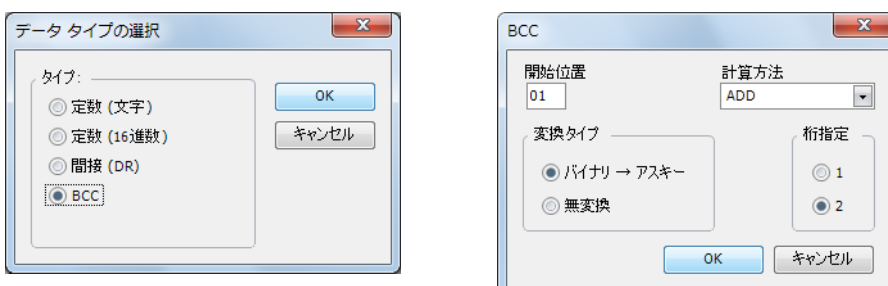 データ タイプの選択
タイプ:
定数 (文字)
定数 (16進数)
間接 (DR)
BCC
OK
キャンセル
BCC
開始位置
01
計算方法
ADD
変換タイプ
バイナリ → アスキー
無変換
桁指定
1
2
OK
キャンセル